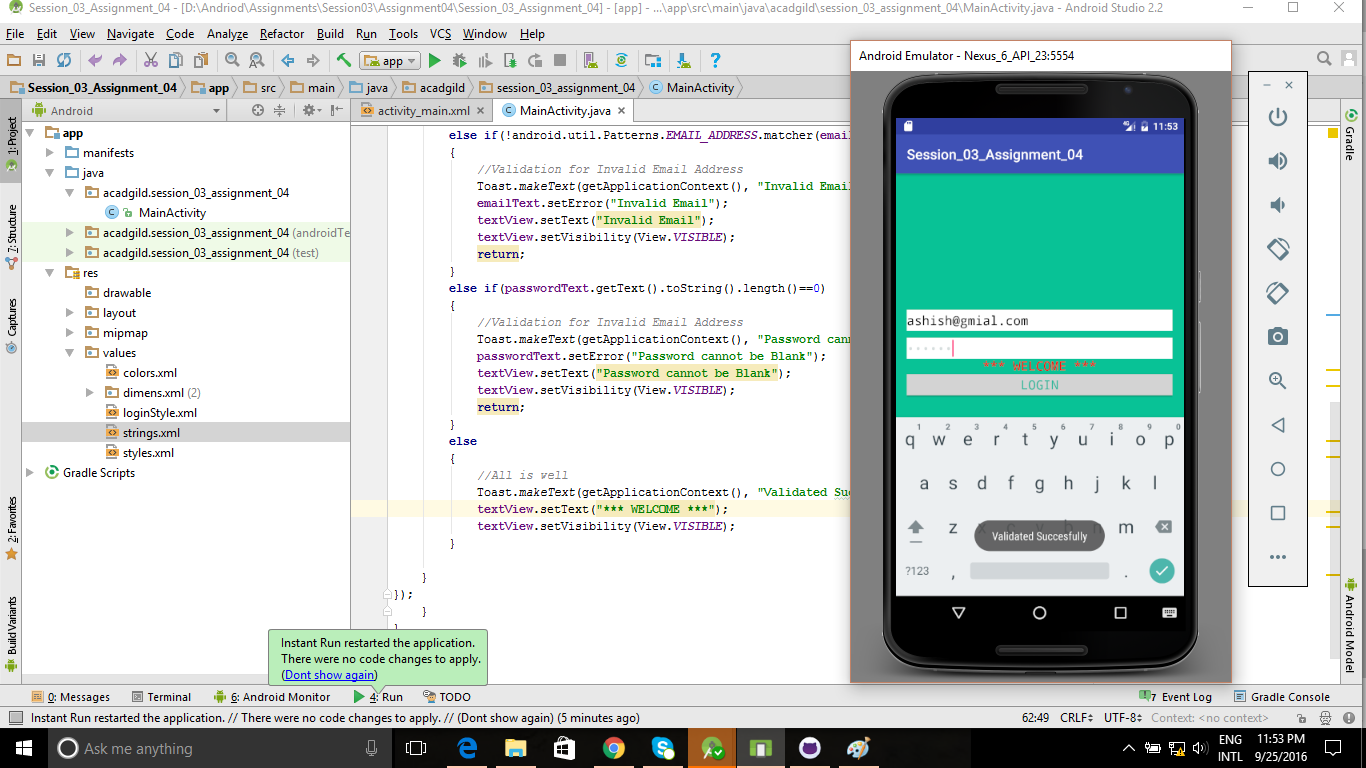 Session_03_Assignment_04 - [D:\Andriod\Assignments\Session03\Assignment04\Session_03_Assignment_04] - [app] - ...\app\src\main\java\acadgild\session_03_assignment_04\MainActivity.java - Android Studio 2.2
File Edit View Navigate Code Analyze Refactor Build Run Tools VCS Window Help
app
Session_03_Assignment_04 app src main java acadgild session_03_assignment_04 MainActivity
Android
activity_main.xml MainActivity.java
1: Project
7: Structure
Captures
2: Favorites
Build Variants
app
manifests
java
acadgild.session_03_assignment_04
MainActivity
acadgild.session_03_assignment_04 (androidTe
acadgild.session_03_assignment_04 (test)
res
drawable
layout
mipmap
values
colors.xml
dimens.xml (2)
loginStyle.xml
strings.xml
styles.xml
Gradle Scripts
else if(!android.util.Patterns.EMAIL_ADDRESS.matcher(email
{
//Validation for Invalid Email Address
Toast.makeText(getApplicationContext(), "Invalid Email
emailText.setError("Invalid Email");
textView.setText("Invalid Email");
textView.setVisibility(View.VISIBLE);
return;
}
else if(passwordText.getText().toString().length()==0)
{
//Validation for Invalid Email Address
Toast.makeText(getApplicationContext(), "Password cann
passwordText.setError("Password cannot be Blank");
textView.setText("Password cannot be Blank");
textView.setVisibility(View.VISIBLE);
return;
}
else
{
//All is well
Toast.makeText(getApplicationContext(), "Validated Suc
textView.setText("*** WELCOME ***");
textView.setVisibility(View.VISIBLE);
}
}
});
}
}
Android Emulator - Nexus_6_API_23:5554
11:53
Session_03_Assignment_04
ashish@gmial.com
*** WELCOME ***
LOGIN
1 2 3 4 5 6 7 8 9 0
q w e r t y u i o p
a s d f g h j k l
z x c v b n m
Validated Succesfully
?123 , .
Gradle
Android Model
Instant Run restarted the application.
There were no code changes to apply.
(Dont show again)
0: Messages Terminal 6: Android Monitor 4: Run TODO 7 Event Log Gradle Console
Instant Run restarted the application. // There were no code changes to apply. // (Dont show again) (5 minutes ago) 62:49 CRLF UTF-8 Context: <no context>
Ask me anything
ENG 11:53 PM
INTL 9/25/2016